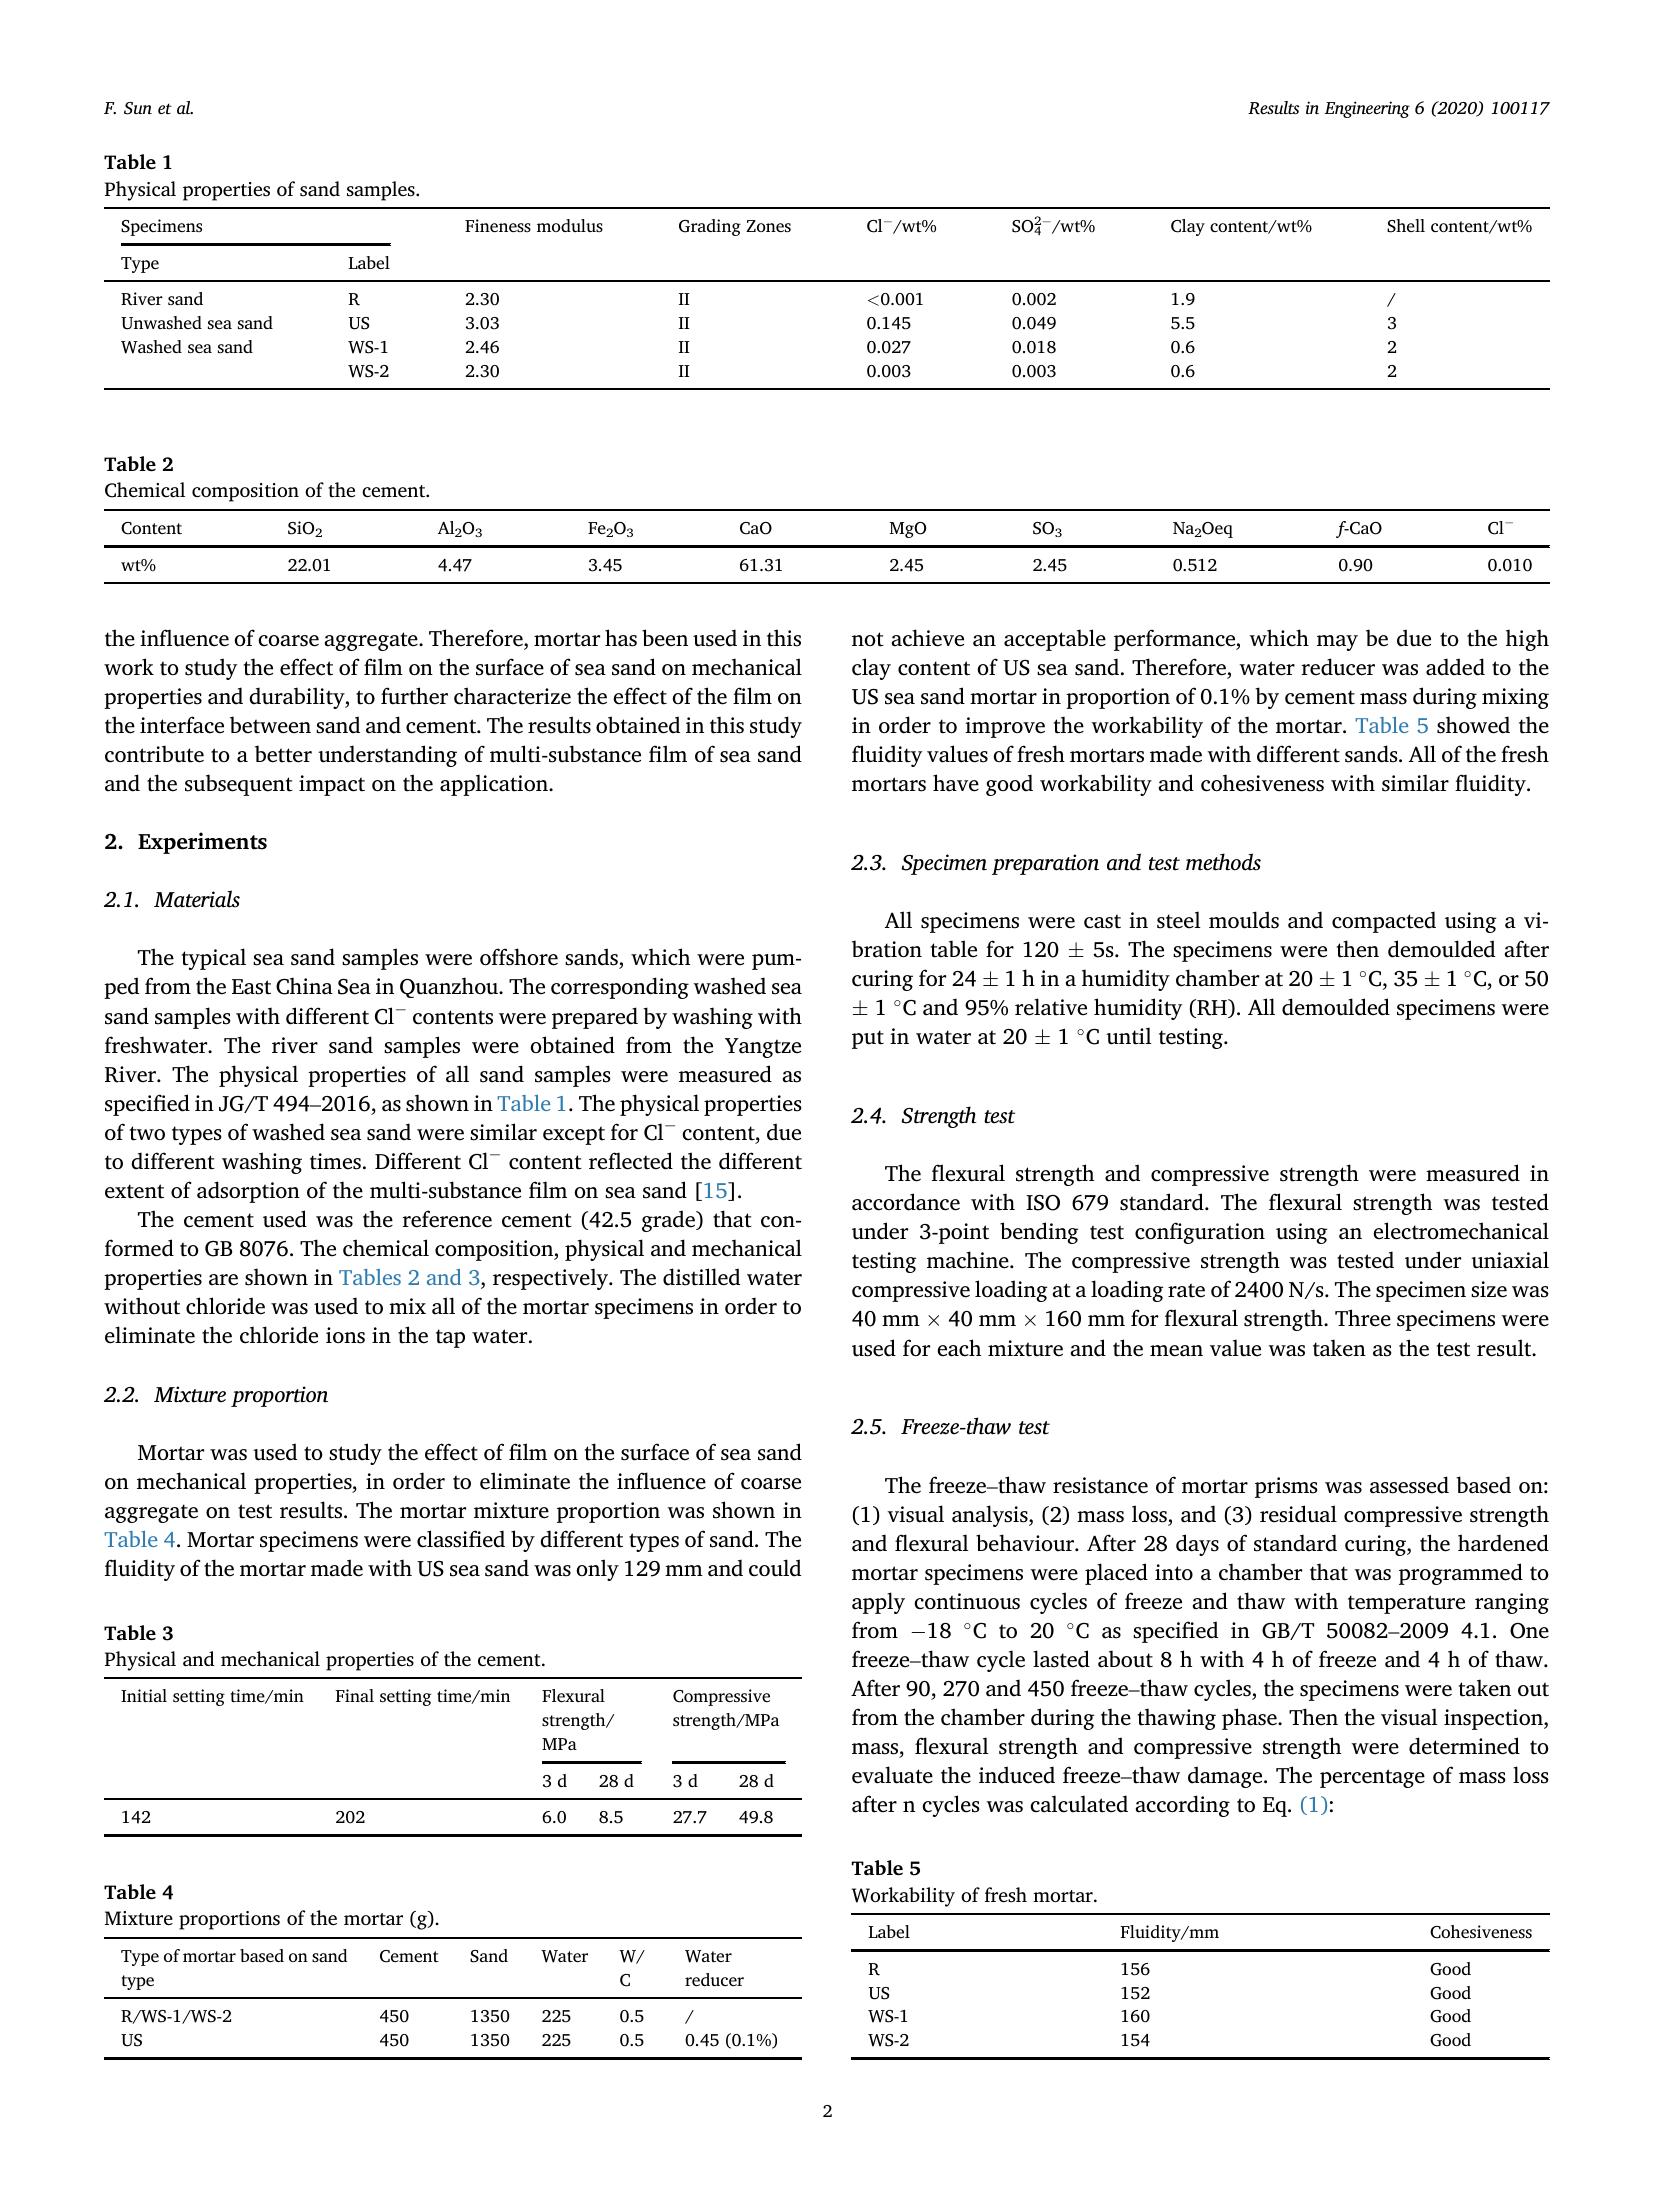 F. Sun et al.
Results in Engineering 6 (2020) 100117
Table 1
Physical properties of sand samples.
Specimens Fineness modulus Grading Zones Cl⁻/wt% SO₄²⁻/wt% Clay content/wt% Shell content/wt%
Type Label
River sand R 2.30 II <0.001 0.002 1.9 /
Unwashed sea sand US 3.03 II 0.145 0.049 5.5 3
Washed sea sand WS-1 2.46 II 0.027 0.018 0.6 2
WS-2 2.30 II 0.003 0.003 0.6 2
Table 2
Chemical composition of the cement.
Content SiO₂ Al₂O₃ Fe₂O₃ CaO MgO SO₃ Na₂Oeq f-CaO Cl⁻
wt% 22.01 4.47 3.45 61.31 2.45 2.45 0.512 0.90 0.010
the influence of coarse aggregate. Therefore, mortar has been used in this
work to study the effect of film on the surface of sea sand on mechanical
properties and durability, to further characterize the effect of the film on
the interface between sand and cement. The results obtained in this study
contribute to a better understanding of multi-substance film of sea sand
and the subsequent impact on the application.
2. Experiments
2.1. Materials
The typical sea sand samples were offshore sands, which were pum-
ped from the East China Sea in Quanzhou. The corresponding washed sea
sand samples with different Cl⁻ contents were prepared by washing with
freshwater. The river sand samples were obtained from the Yangtze
River. The physical properties of all sand samples were measured as
specified in JG/T 494–2016, as shown in Table 1. The physical properties
of two types of washed sea sand were similar except for Cl⁻ content, due
to different washing times. Different Cl⁻ content reflected the different
extent of adsorption of the multi-substance film on sea sand [15].
The cement used was the reference cement (42.5 grade) that con-
formed to GB 8076. The chemical composition, physical and mechanical
properties are shown in Tables 2 and 3, respectively. The distilled water
without chloride was used to mix all of the mortar specimens in order to
eliminate the chloride ions in the tap water.
2.2. Mixture proportion
Mortar was used to study the effect of film on the surface of sea sand
on mechanical properties, in order to eliminate the influence of coarse
aggregate on test results. The mortar mixture proportion was shown in
Table 4. Mortar specimens were classified by different types of sand. The
fluidity of the mortar made with US sea sand was only 129 mm and could
Table 3
Physical and mechanical properties of the cement.
Initial setting time/min Final setting time/min Flexural Compressive
strength/ strength/MPa
MPa
3 d 28 d 3 d 28 d
142 202 6.0 8.5 27.7 49.8
Table 4
Mixture proportions of the mortar (g).
Type of mortar based on sand Cement Sand Water W/ Water
type C reducer
R/WS-1/WS-2 450 1350 225 0.5 /
US 450 1350 225 0.5 0.45 (0.1%)
not achieve an acceptable performance, which may be due to the high
clay content of US sea sand. Therefore, water reducer was added to the
US sea sand mortar in proportion of 0.1% by cement mass during mixing
in order to improve the workability of the mortar. Table 5 showed the
fluidity values of fresh mortars made with different sands. All of the fresh
mortars have good workability and cohesiveness with similar fluidity.
2.3. Specimen preparation and test methods
All specimens were cast in steel moulds and compacted using a vi-
bration table for 120 ± 5s. The specimens were then demoulded after
curing for 24 ± 1 h in a humidity chamber at 20 ± 1 °C, 35 ± 1 °C, or 50
± 1 °C and 95% relative humidity (RH). All demoulded specimens were
put in water at 20 ± 1 °C until testing.
2.4. Strength test
The flexural strength and compressive strength were measured in
accordance with ISO 679 standard. The flexural strength was tested
under 3-point bending test configuration using an electromechanical
testing machine. The compressive strength was tested under uniaxial
compressive loading at a loading rate of 2400 N/s. The specimen size was
40 mm × 40 mm × 160 mm for flexural strength. Three specimens were
used for each mixture and the mean value was taken as the test result.
2.5. Freeze-thaw test
The freeze–thaw resistance of mortar prisms was assessed based on:
(1) visual analysis, (2) mass loss, and (3) residual compressive strength
and flexural behaviour. After 28 days of standard curing, the hardened
mortar specimens were placed into a chamber that was programmed to
apply continuous cycles of freeze and thaw with temperature ranging
from −18 °C to 20 °C as specified in GB/T 50082–2009 4.1. One
freeze–thaw cycle lasted about 8 h with 4 h of freeze and 4 h of thaw.
After 90, 270 and 450 freeze–thaw cycles, the specimens were taken out
from the chamber during the thawing phase. Then the visual inspection,
mass, flexural strength and compressive strength were determined to
evaluate the induced freeze–thaw damage. The percentage of mass loss
after n cycles was calculated according to Eq. (1):
Table 5
Workability of fresh mortar.
Label Fluidity/mm Cohesiveness
R 156 Good
US 152 Good
WS-1 160 Good
WS-2 154 Good
2